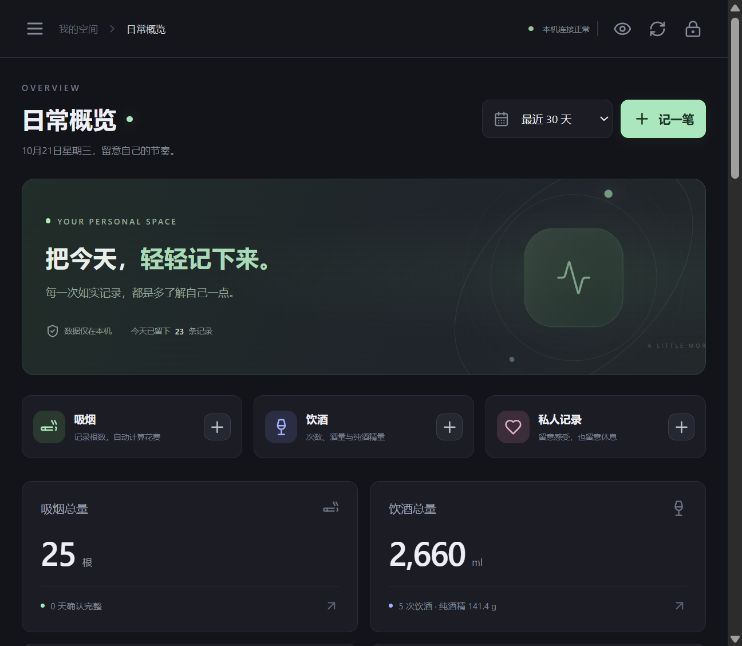 我的空间 > 日常概览
本机连接正常
OVERVIEW
日常概览
最近 30 天
记一笔
10月21日星期三，留意自己的节奏。
YOUR PERSONAL SPACE
把今天，轻轻记下来。
每一次如实记录，都是多了解自己一点。
数据仅在本机 今天已留下 23 条记录
A LITTLE MOR
吸烟
记录根数，自动计算花费
饮酒
次数、酒量与纯酒精量
私人记录
留意感受，也留意休息
吸烟总量
25 根
0 天确认完整
饮酒总量
2,660 ml
5 次饮酒 · 纯酒精 141.4 g